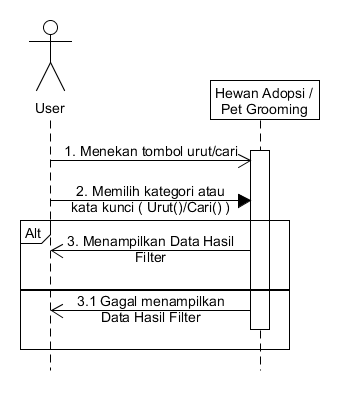 User
Hewan Adopsi /
Pet Grooming
1. Menekan tombol urut/cari
2. Memilih kategori atau
kata kunci ( Urut()/Cari() )
Alt
3. Menampilkan Data Hasil
Filter
3.1 Gagal menampilkan
Data Hasil Filter